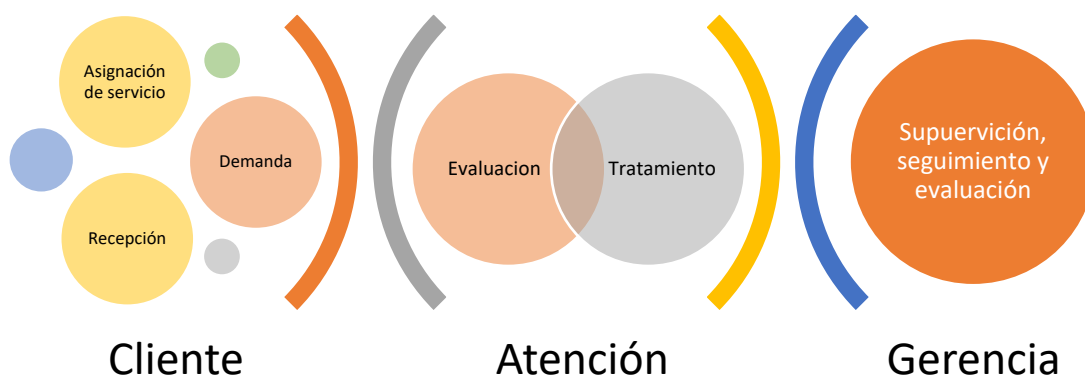 Asignación
de servicio
Demanda
Recepción
Evaluacion
Tratamiento
Supuervición,
seguimiento y
evaluación
Cliente
Atención
Gerencia